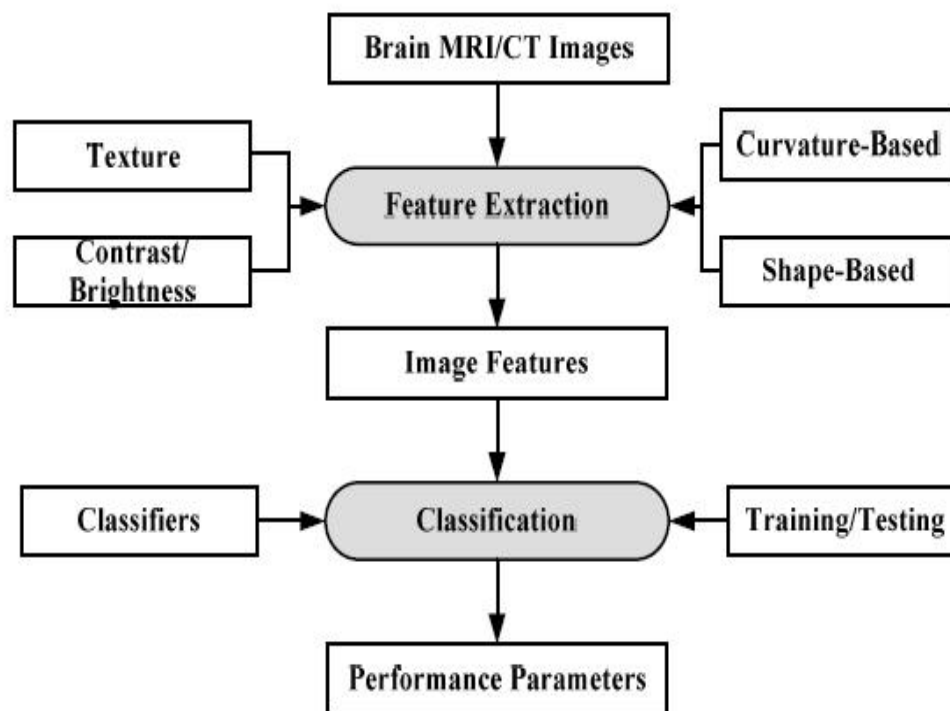 Brain MRI/CT Images
Texture
Curvature-Based
Feature Extraction
Contrast/
Brightness
Shape-Based
Image Features
Classifiers
Classification
Training/Testing
Performance Parameters